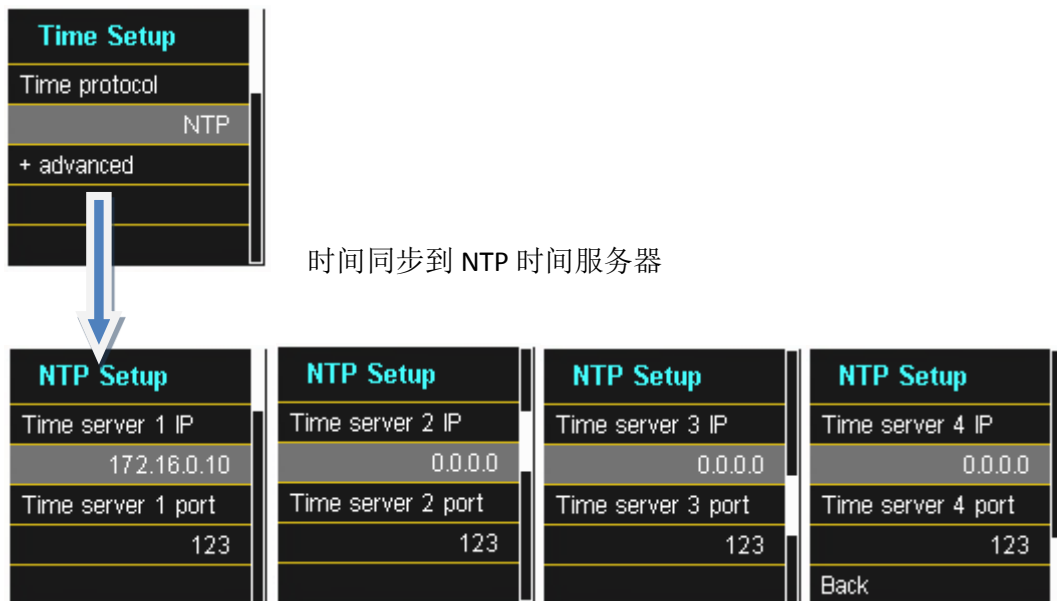 Time Setup
Time protocol
NTP
+ advanced
时间同步到 NTP 时间服务器
NTP Setup
Time server 1 IP
172.16.0.10
Time server 1 port
123
NTP Setup
Time server 2 IP
0.0.0.0
Time server 2 port
123
NTP Setup
Time server 3 IP
0.0.0.0
Time server 3 port
123
NTP Setup
Time server 4 IP
0.0.0.0
Time server 4 port
123
Back